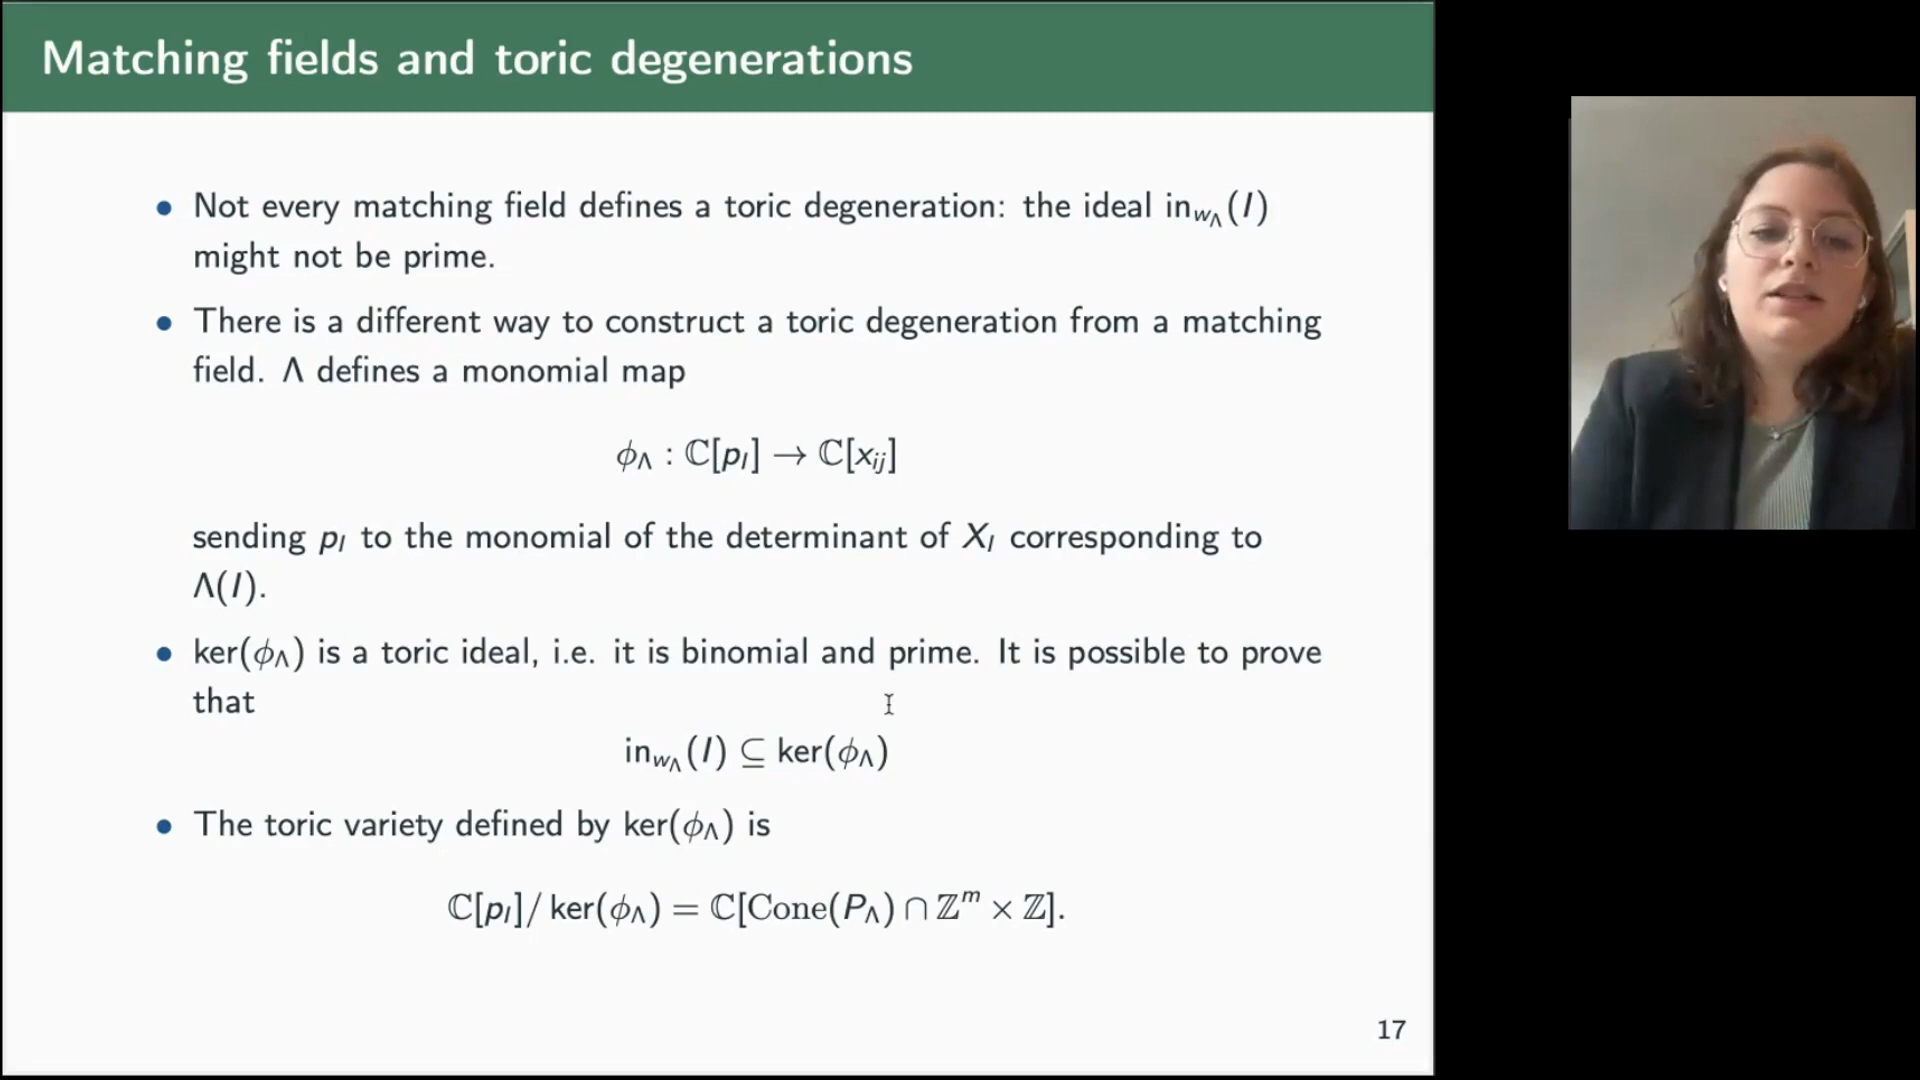 Matching fields and toric degenerations
• Not every matching field defines a toric degeneration: the ideal in_{w_Λ}(I)
might not be prime.
• There is a different way to construct a toric degeneration from a matching
field. Λ defines a monomial map
ϕ_Λ : ℂ[p_I] → ℂ[x_{ij}]
sending p_I to the monomial of the determinant of X_I corresponding to
Λ(I).
• ker(ϕ_Λ) is a toric ideal, i.e. it is binomial and prime. It is possible to prove
that
in_{w_Λ}(I) ⊆ ker(ϕ_Λ)
• The toric variety defined by ker(ϕ_Λ) is
ℂ[p_I]/ ker(ϕ_Λ) = ℂ[Cone(P_Λ) ∩ ℤ^m × ℤ].
17